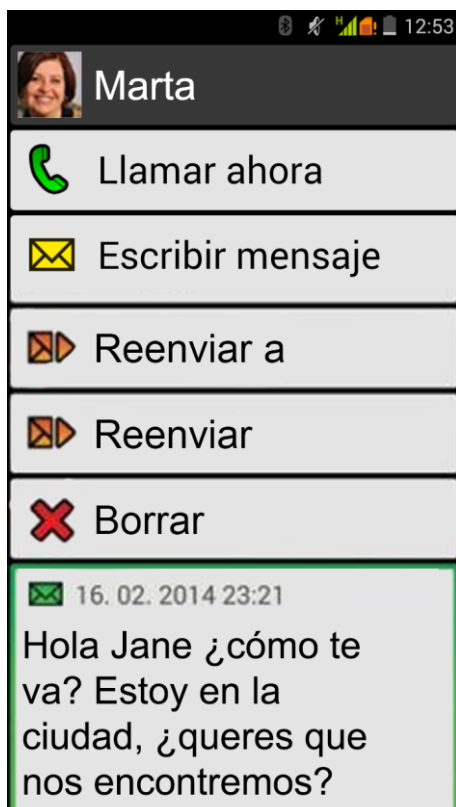 H 12:53
Marta
Llamar ahora
Escribir mensaje
Reenviar a
Reenviar
Borrar
16. 02. 2014 23:21
Hola Jane ¿cómo te
va? Estoy en la
ciudad, ¿queres que
nos encontremos?